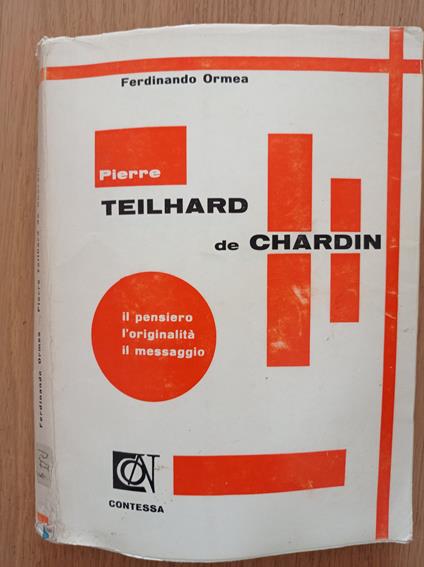 Ferdinando Ormea
Pierre
TEILHARD
de CHARDIN
il pensiero
l'originalità
il messaggio
CONTESSA
Ferdinando Ormea Pierre Teilhard de Chardin